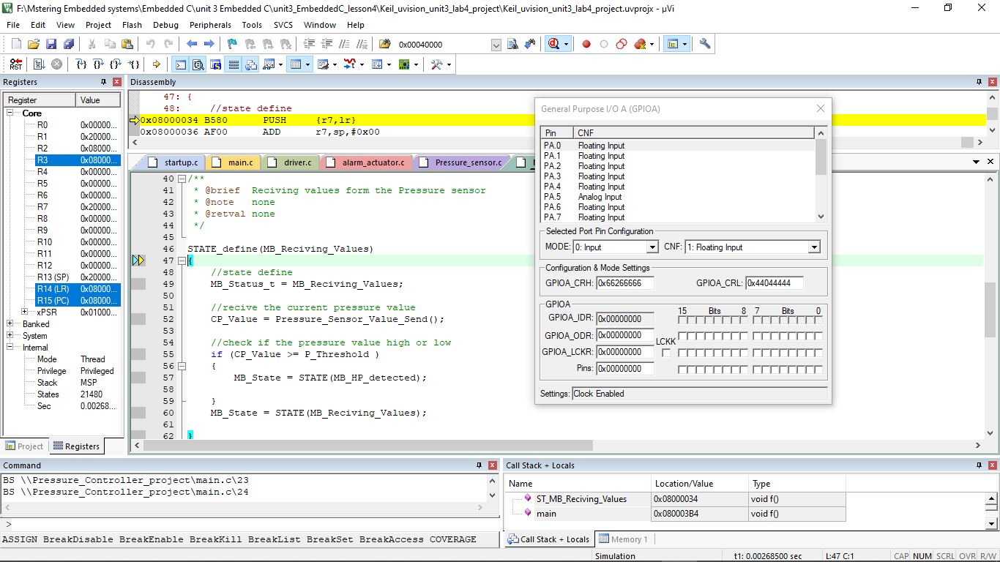 F:\Mstering Embedded systems\Embedded C\unit 3 Embedded C\unit3_EmbededC_lesson4\Keil_uvision_unit3_lab4_project\Keil_uvision_unit3_lab4_project.uvprojx - µVi
File Edit View Project Flash Debug Peripherals Tools SVCS Window Help
0x00040000
RST
Registers
Register Value
Core
R0 0x00000...
R1 0x20000...
R2 0x08000...
R3 0x08000...
R4 0x00000...
R5 0x00000...
R6 0x00000...
R7 0x20000...
R8 0x00000...
R9 0x00000...
R10 0x00000...
R11 0x00000...
R12 0x00000...
R13 (SP) 0x20000...
R14 (LR) 0x08000...
R15 (PC) 0x08000...
xPSR 0x01000...
Banked
System
Internal
Mode Thread
Privilege Privileged
Stack MSP
States 21480
Sec 0.00268...
Project Registers
Disassembly
47: {
48: //state define
0x08000034 B580 PUSH {r7,lr}
0x08000036 AF00 ADD r7,sp,#0x00
startup.c main.c driver.c alarm_actuator.c Pressure_sensor.c
40 /**
41 * @brief Reciving values form the Pressure sensor
42 * @note none
43 * @retval none
44 */
45
46 STATE_define(MB_Reciving_Values)
47 {
48 //state define
49 MB_Status_t = MB_Reciving_Values;
50
51 //recive the current pressure value
52 CP_Value = Pressure_Sensor_Value_Send();
53
54 //check if the pressure value high or low
55 if (CP_Value >= P_Threshold )
56 {
57 MB_State = STATE(MB_HP_detected);
58
59 }
60 MB_State = STATE(MB_Reciving_Values);
61
62 }
General Purpose I/O A (GPIOA)
Pin CNF
PA.0 Floating Input
PA.1 Floating Input
PA.2 Floating Input
PA.3 Floating Input
PA.4 Floating Input
PA.5 Analog Input
PA.6 Floating Input
PA.7 Floating Input
Selected Port Pin Configuration
MODE: 0: Input CNF: 1: Floating Input
Configuration & Mode Settings
GPIOA_CRH: 0x66266666 GPIOA_CRL: 0x44044444
GPIOA
15 Bits 8 7 Bits 0
GPIOA_IDR: 0x00000000
GPIOA_ODR: 0x00000000
LCKK
GPIOA_LCKR: 0x00000000
Pins: 0x00000000
Settings: Clock Enabled
Command
BS \\Pressure_Controller_project\main.c\23
BS \\Pressure_Controller_project\main.c\24
>
ASSIGN BreakDisable BreakEnable BreakKill BreakList BreakSet BreakAccess COVERAGE
Call Stack + Locals
Name Location/Value Type
ST_MB_Reciving_Values 0x08000034 void f()
main 0x080003B4 void f()
Call Stack + Locals Memory 1
Simulation t1: 0.00268500 sec L:47 C:1 CAP NUM SCRL OVR R/W